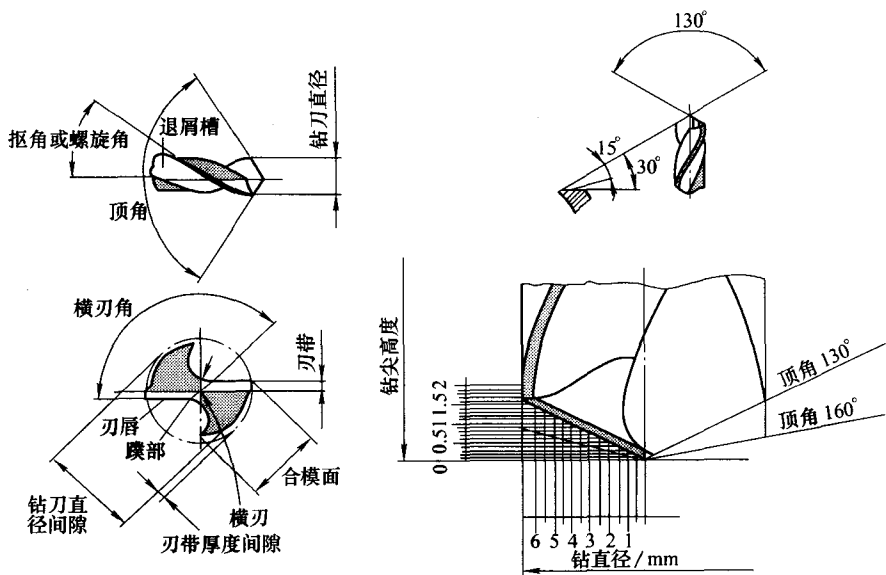 抠角或螺旋角
退屑槽
钻刀直径
顶角
130°
15°
30°
横刃角
刃带
刃唇
蹼部
合模面
钻刀直
径间隙
横刃
刃带厚度间隙
钻尖高度
0 0.5 1 1.5 2
顶角 130°
顶角 160°
6 5 4 3 2 1
钻直径/mm